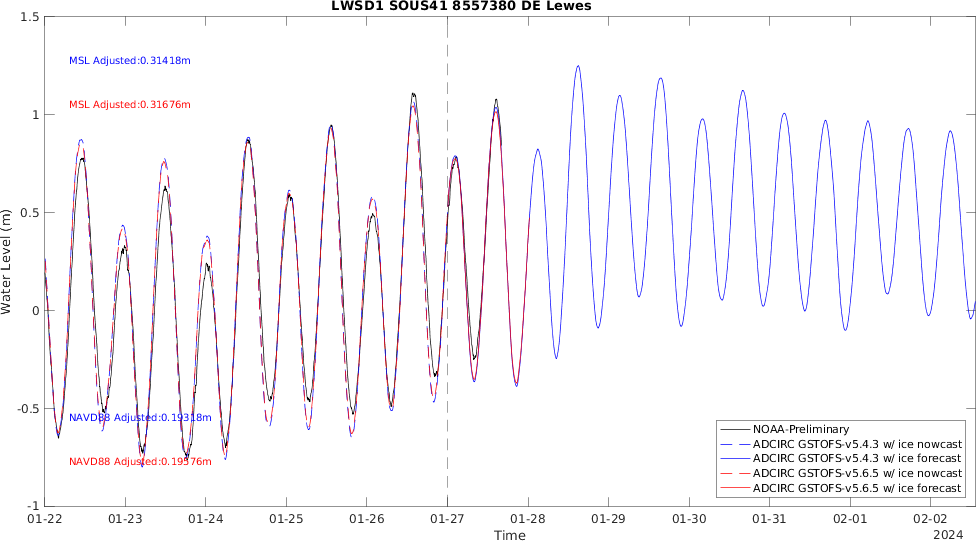 LWSD1 SOUS41 8557380 DE Lewes
1.5
MSL Adjusted:0.31418m
MSL Adjusted:0.31676m
1
0.5
Water Level (m)
0
-0.5
NAVD88 Adjusted:0.19318m
NAVD88 Adjusted:0.19576m
-1
NOAA-Preliminary
ADCIRC GSTOFS-v5.4.3 w/ ice nowcast
ADCIRC GSTOFS-v5.4.3 w/ ice forecast
ADCIRC GSTOFS-v5.6.5 w/ ice nowcast
ADCIRC GSTOFS-v5.6.5 w/ ice forecast
01-22 01-23 01-24 01-25 01-26 01-27 01-28 01-29 01-30 01-31 02-01 02-02
Time
2024